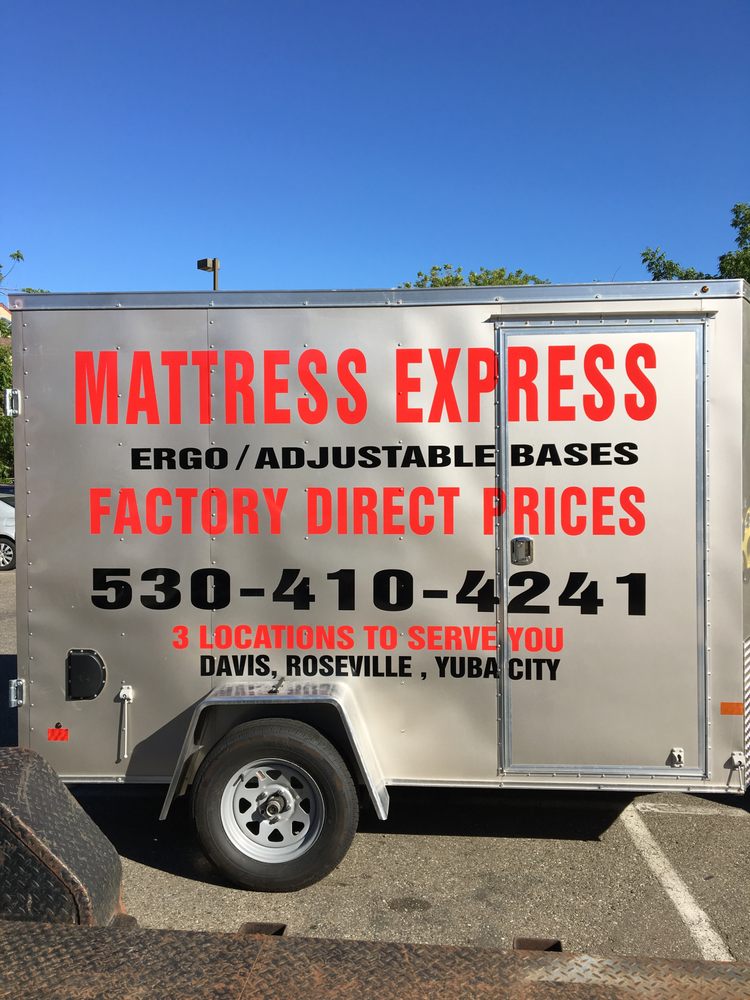 MATTRESS EXPRESS
ERGO / ADJUSTABLE BASES
FACTORY DIRECT PRICES
530-410-4241
3 LOCATIONS TO SERVE YOU
DAVIS, ROSEVILLE , YUBA CITY